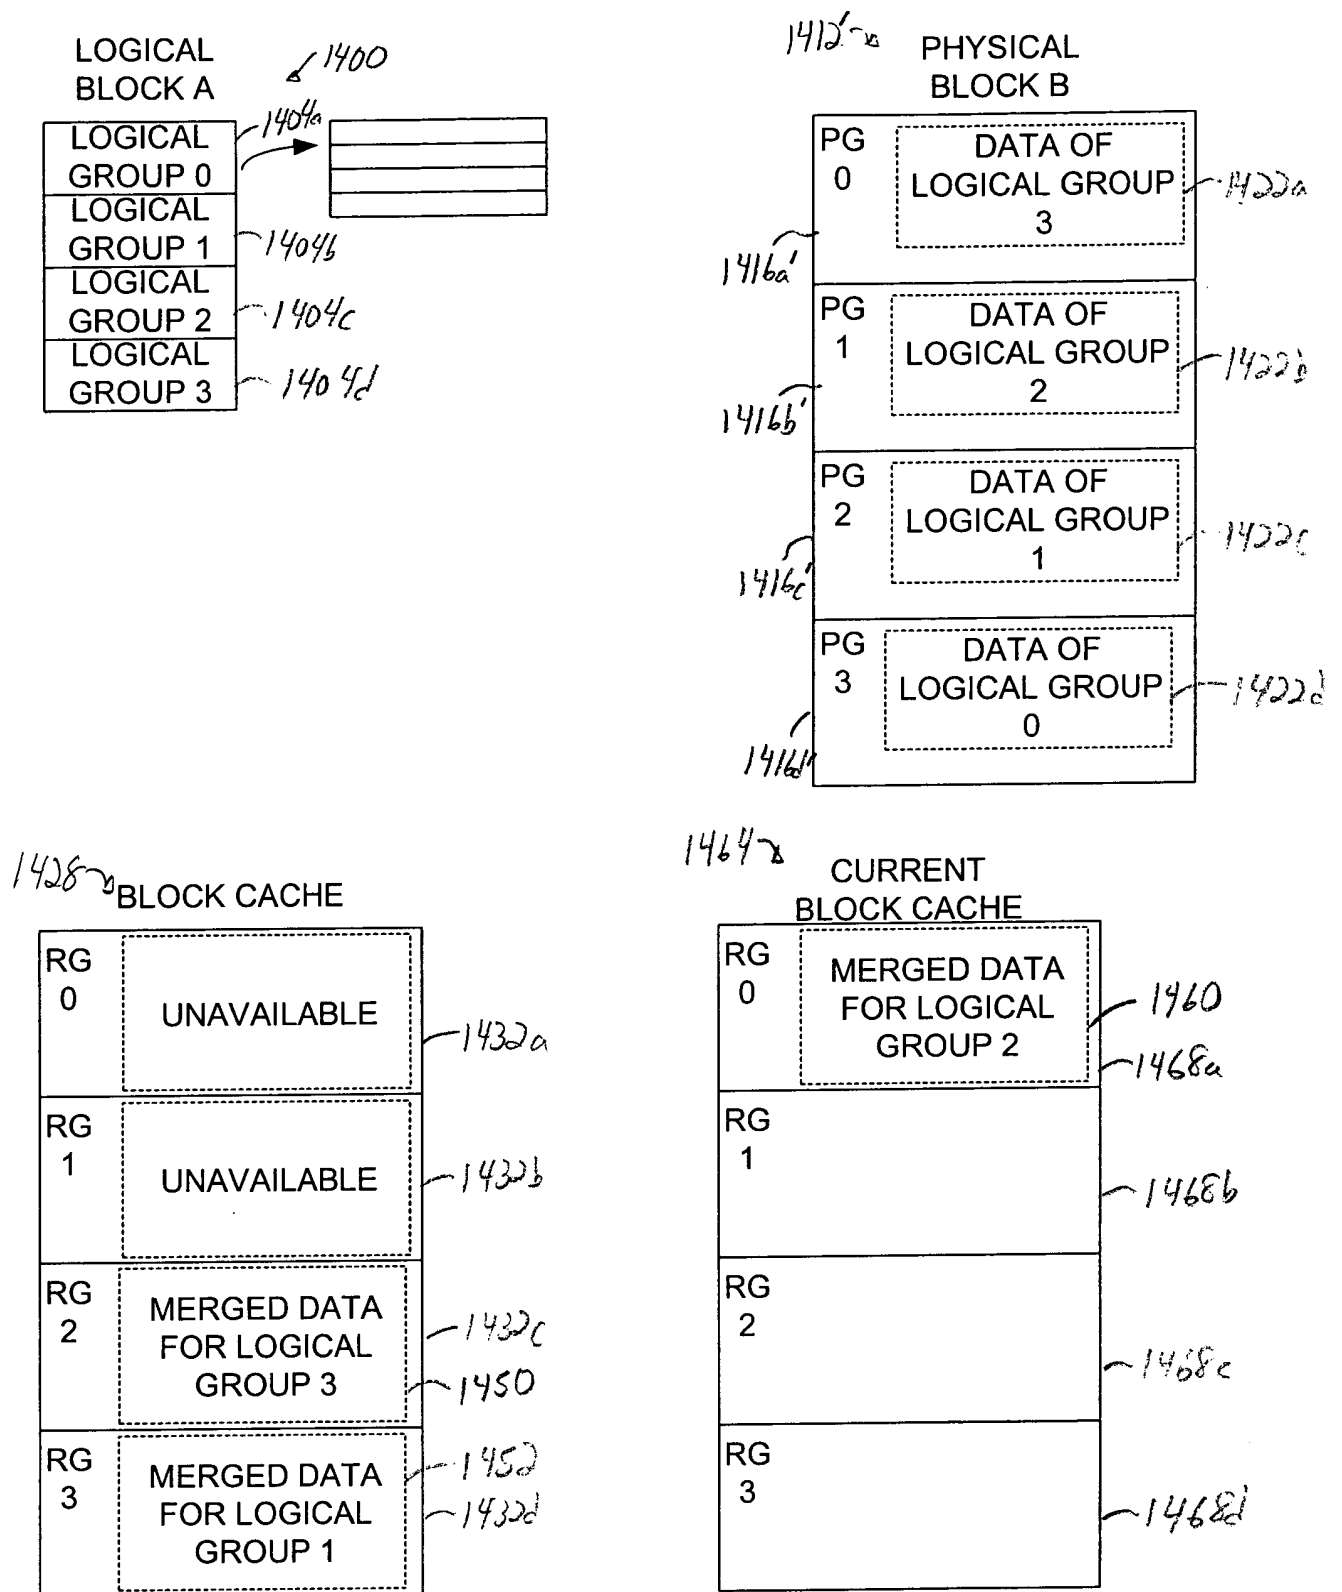 LOGICAL
BLOCK A
1400
LOGICAL
GROUP 0
1404a
LOGICAL
GROUP 1
1404b
LOGICAL
GROUP 2
1404c
LOGICAL
GROUP 3
1404d
1412'
PHYSICAL
BLOCK B
PG
0
DATA OF
LOGICAL GROUP
3
1422a
1416a'
PG
1
DATA OF
LOGICAL GROUP
2
1422b
1416b'
PG
2
DATA OF
LOGICAL GROUP
1
1422c
1416c'
PG
3
DATA OF
LOGICAL GROUP
0
1422d
1416d'
1428
BLOCK CACHE
RG
0
UNAVAILABLE
1432a
RG
1
UNAVAILABLE
1432b
RG
2
MERGED DATA
FOR LOGICAL
GROUP 3
1432c
1450
RG
3
MERGED DATA
FOR LOGICAL
GROUP 1
1452
1432d
1464
CURRENT
BLOCK CACHE
RG
0
MERGED DATA
FOR LOGICAL
GROUP 2
1460
1468a
RG
1
1468b
RG
2
1468c
RG
3
1468d